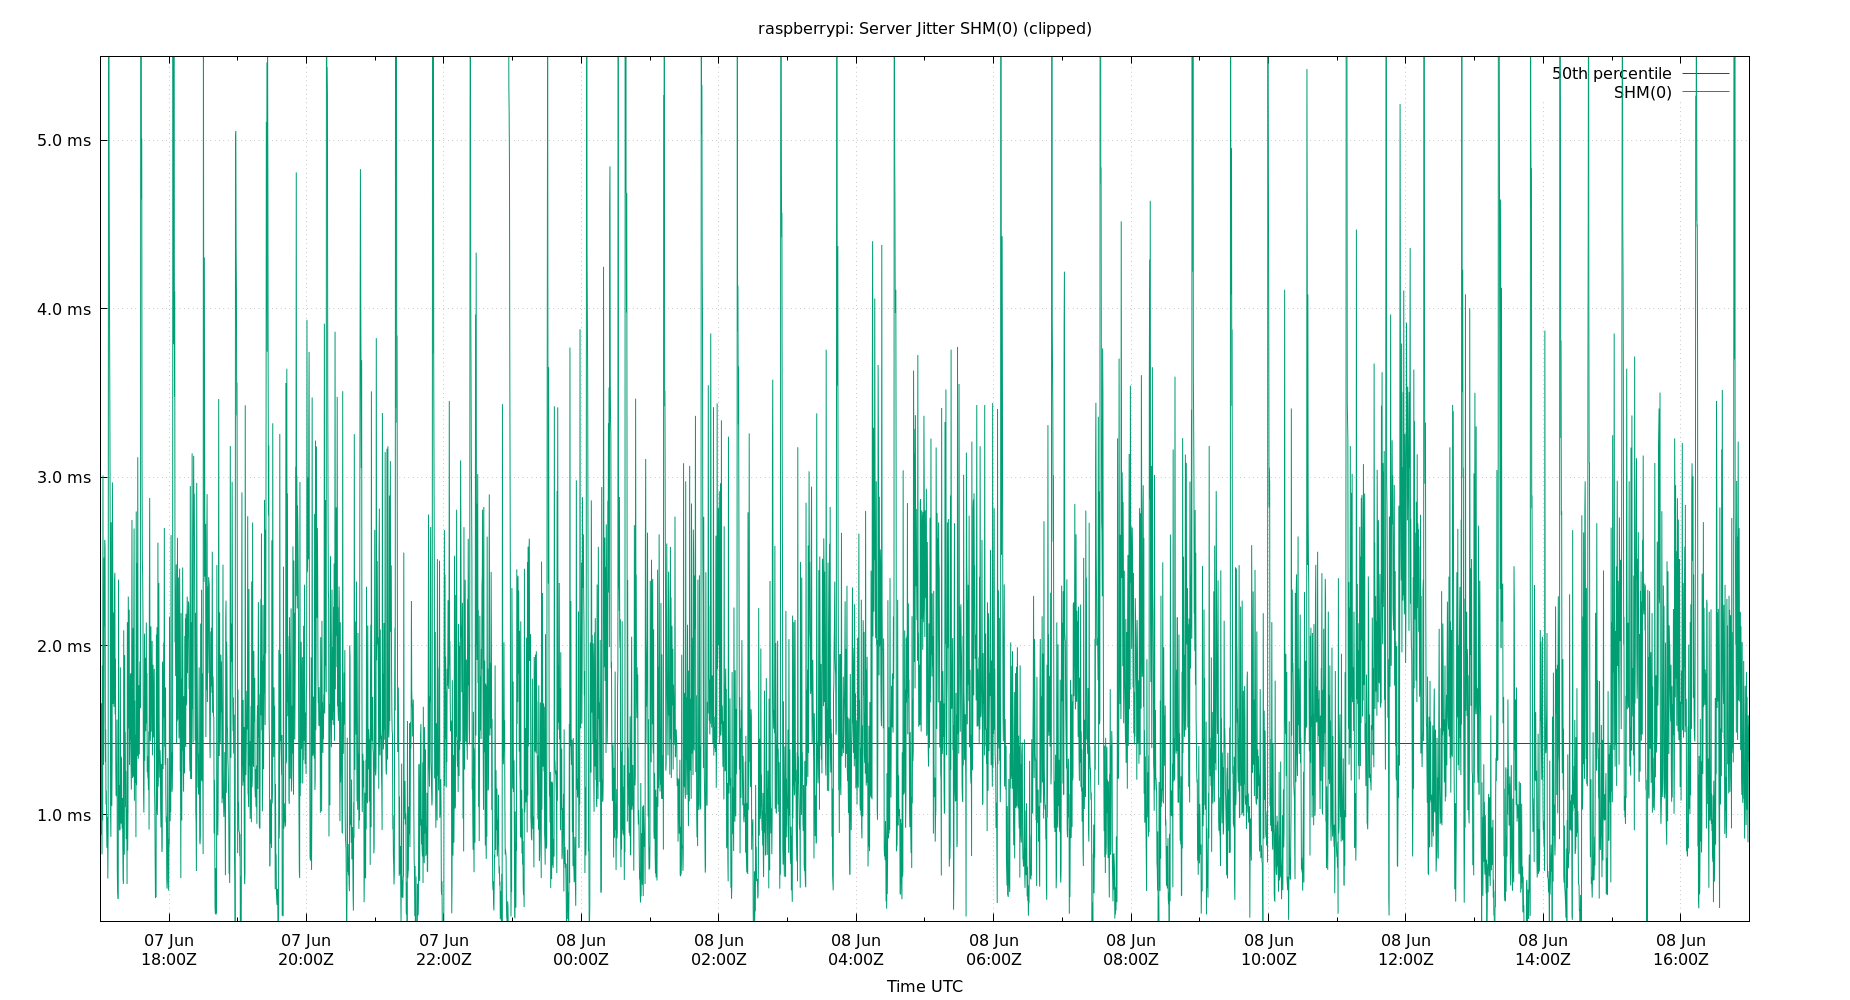 raspberrypi: Server Jitter SHM(0) (clipped)
50th percentile
SHM(0)
5.0 ms
4.0 ms
3.0 ms
2.0 ms
1.0 ms
07 Jun 07 Jun 07 Jun 08 Jun 08 Jun 08 Jun 08 Jun 08 Jun 08 Jun 08 Jun 08 Jun 08 Jun
18:00Z 20:00Z 22:00Z 00:00Z 02:00Z 04:00Z 06:00Z 08:00Z 10:00Z 12:00Z 14:00Z 16:00Z
Time UTC